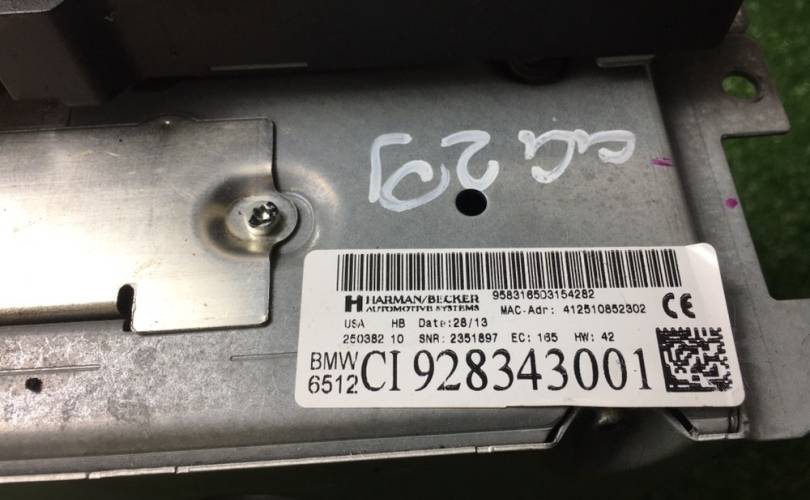 958316503154282
HARMAN/BECKER
AUTOMOTIVE SYSTEMS
MAC-Adr: 412510852302
CE
USA HB Date:28/13
250382 10 SNR: 2351897 EC: 165 HW: 42
BMW
6512 CI 928343001